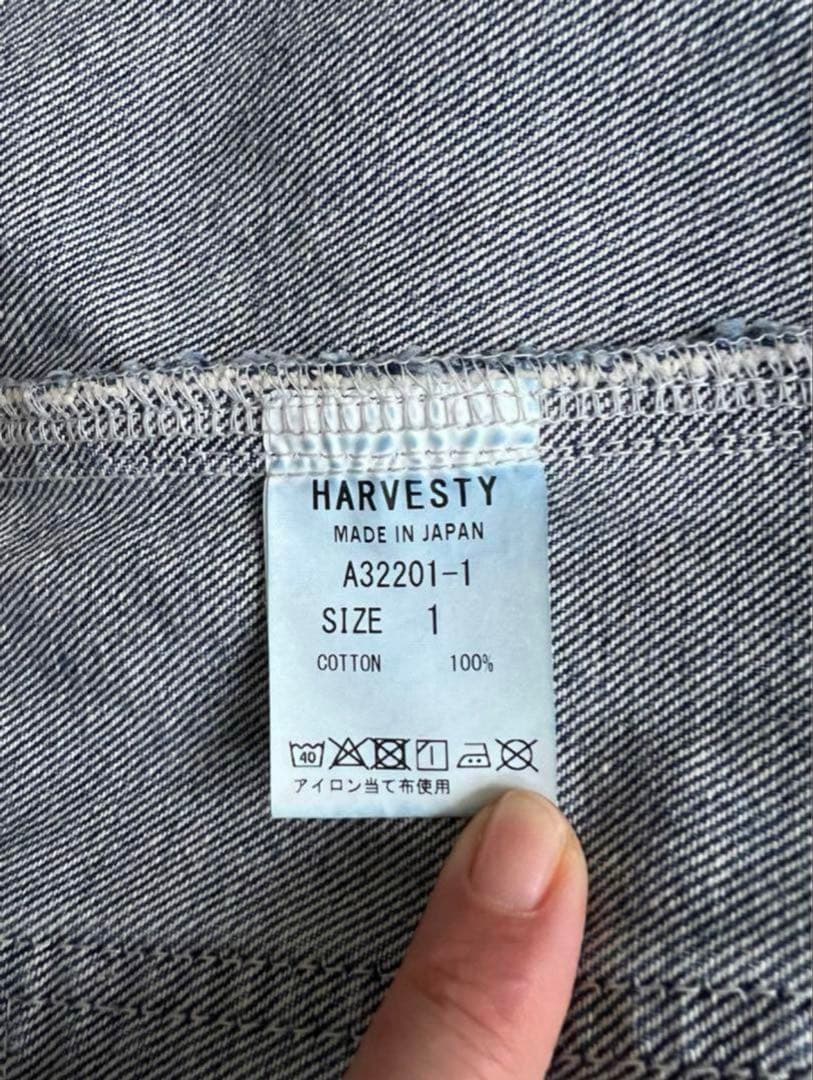 HARVESTY
MADE IN JAPAN
A32201-1
SIZE 1
COTTON 100%
40
アイロン当て布使用